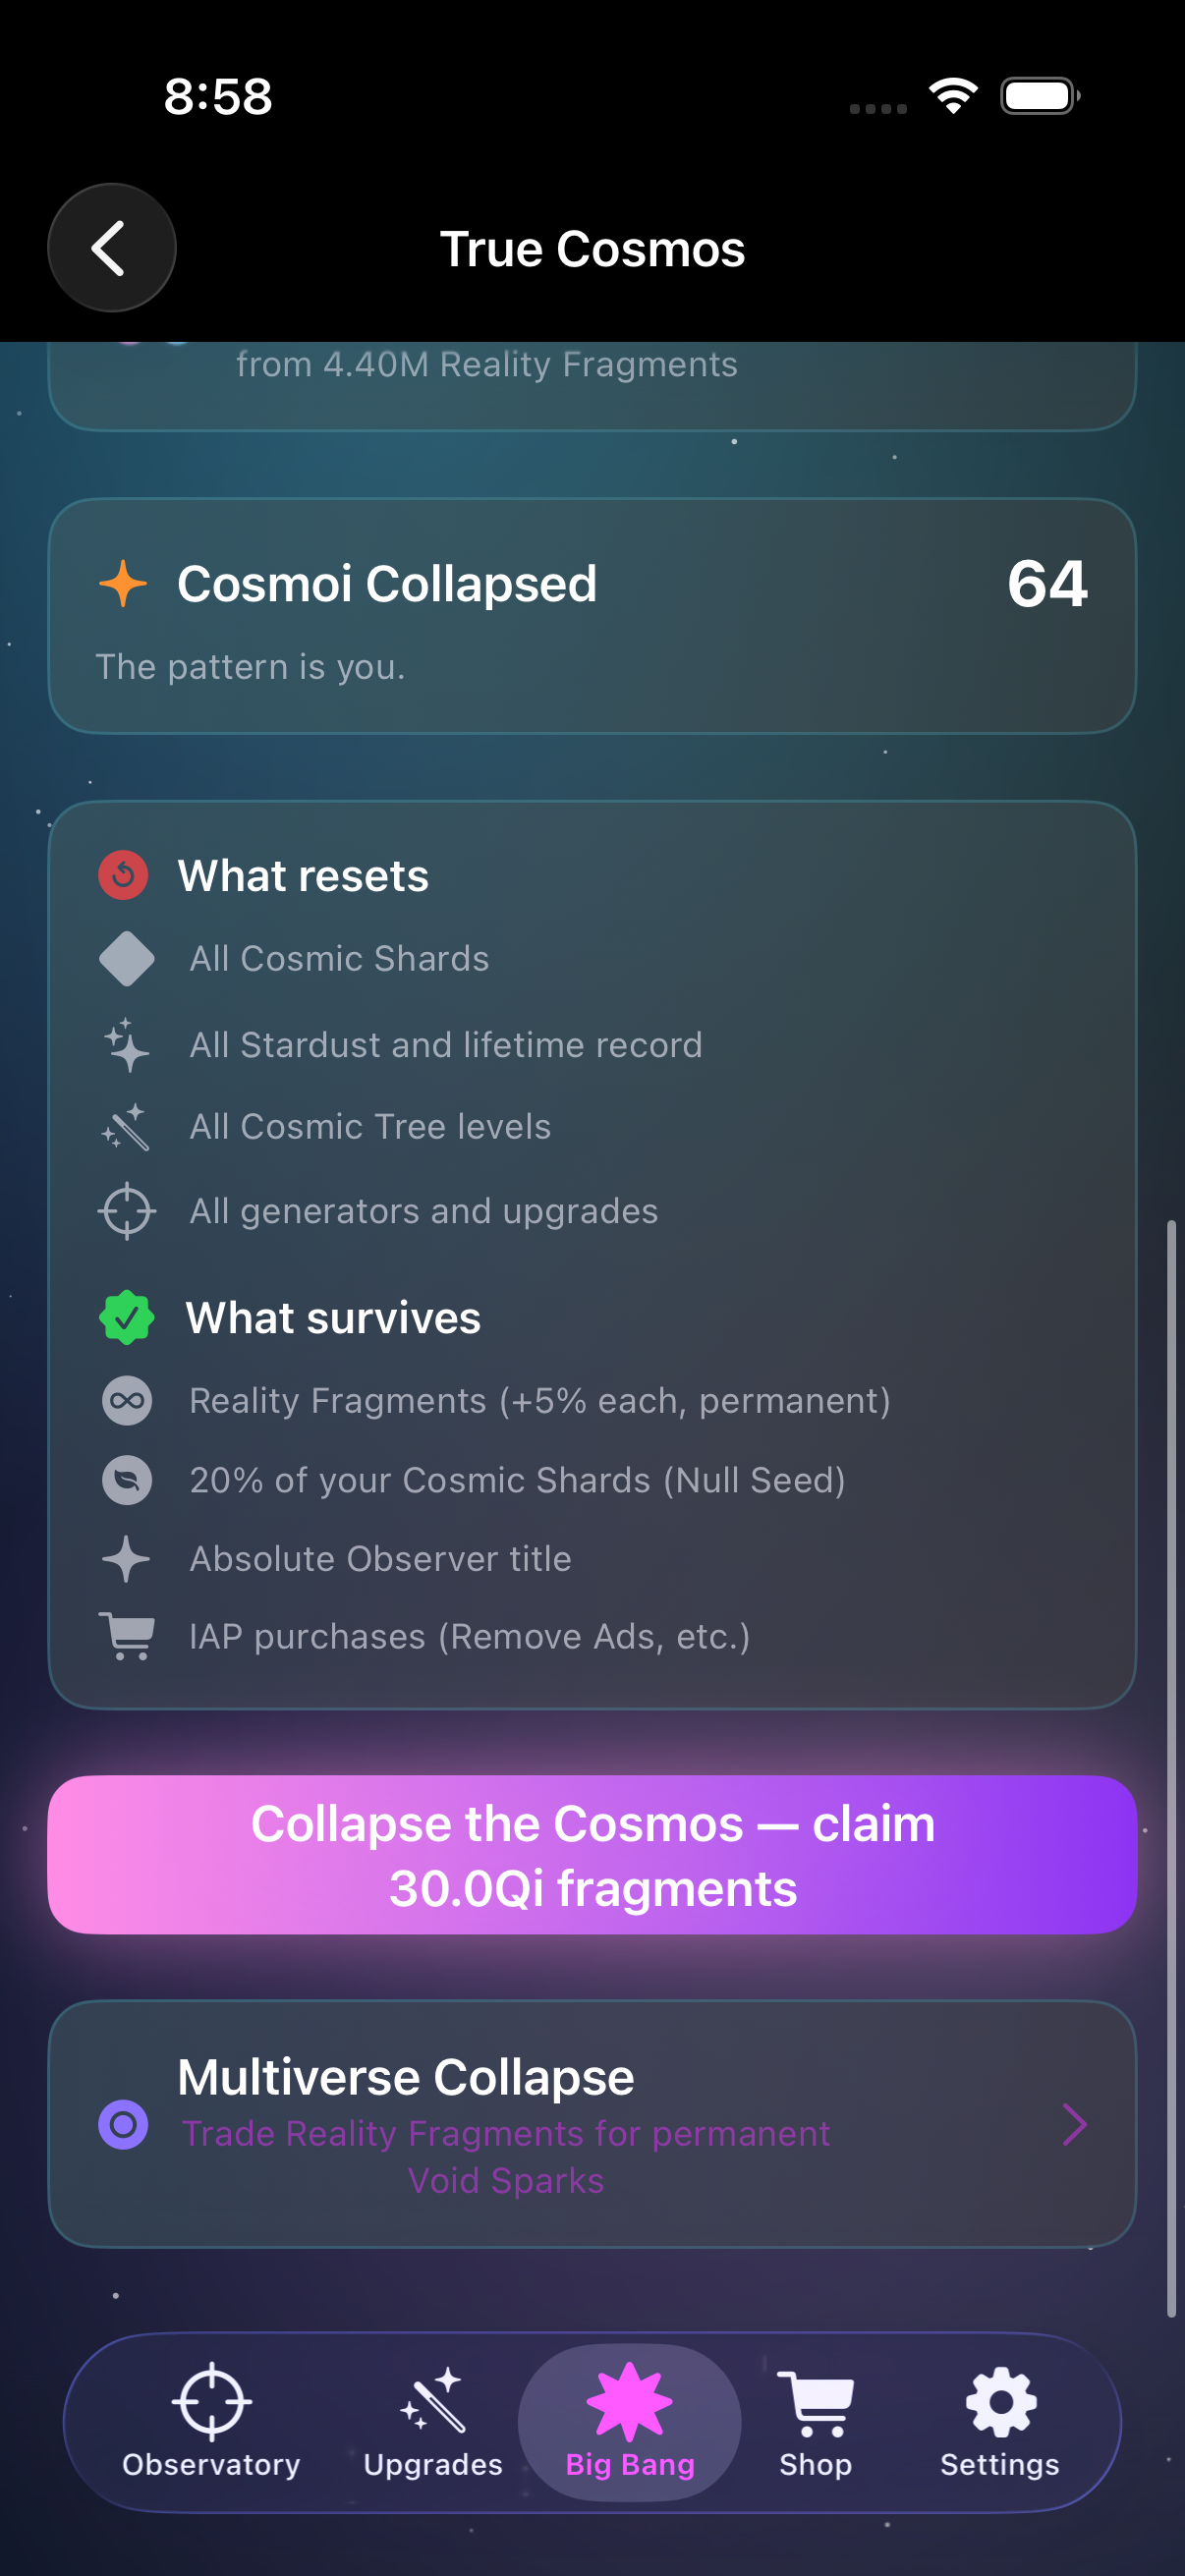 8:58
True Cosmos
from 4.40M Reality Fragments
Cosmoi Collapsed
64
The pattern is you.
What resets
All Cosmic Shards
All Stardust and lifetime record
All Cosmic Tree levels
All generators and upgrades
What survives
Reality Fragments (+5% each, permanent)
20% of your Cosmic Shards (Null Seed)
Absolute Observer title
IAP purchases (Remove Ads, etc.)
Collapse the Cosmos — claim
30.0Qi fragments
Multiverse Collapse
Trade Reality Fragments for permanent
Void Sparks
Observatory
Upgrades
Big Bang
Shop
Settings